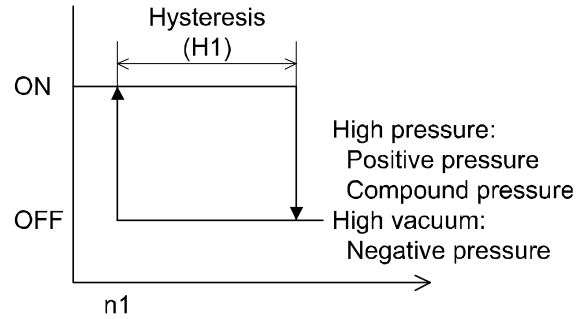 Hysteresis
(H1)
ON
High pressure:
Positive pressure
Compound pressure
OFF
High vacuum:
Negative pressure
n1